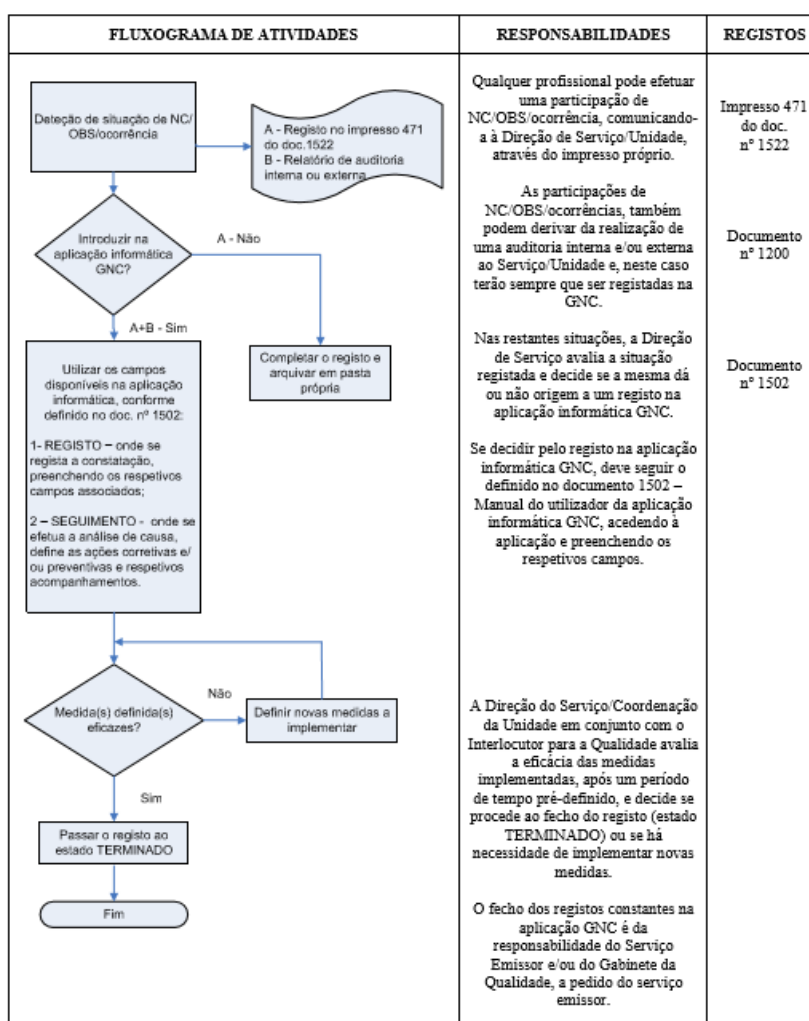 FLUXOGRAMA DE ATIVIDADES
RESPONSABILIDADES
REGISTOS
Deteção de situação de NC/
OBS/ocorrência
A - Registo no impresso 471
do doc.1522
B - Relatório de auditoria
interna ou externa
Introduzir na
aplicação informática
GNC?
A - Não
A+B - Sim
Completar o registo e
arquivar em pasta
própria
Utilizar os campos
disponíveis na aplicação
informática, conforme
definido no doc. nº 1502:
1- REGISTO – onde se
regista a constatação,
preenchendo os respetivos
campos associados;
2 – SEGUIMENTO - onde se
efetua a análise de causa,
define as ações corretivas e/
ou preventivas e respetivos
acompanhamentos.
Medida(s) definida(s)
eficazes?
Não
Definir novas medidas a
implementar
Sim
Passar o registo ao
estado TERMINADO
Fim
Qualquer profissional pode efetuar
uma participação de
NC/OBS/ocorrência, comunicando-
a à Direção de Serviço/Unidade,
através do impresso próprio.
As participações de
NC/OBS/ocorrências, também
podem derivar da realização de
uma auditoria interna e/ou externa
ao Serviço/Unidade e, neste caso
terão sempre que ser registadas na
GNC.
Nas restantes situações, a Direção
de Serviço avalia a situação
registada e decide se a mesma dá
ou não origem a um registo na
aplicação informática GNC.
Se decidir pelo registo na aplicação
informática GNC, deve seguir o
definido no documento 1502 –
Manual do utilizador da aplicação
informática GNC, acedendo à
aplicação e preenchendo os
respetivos campos.
A Direção do Serviço/Coordenação
da Unidade em conjunto com o
Interlocutor para a Qualidade avalia
a eficácia das medidas
implementadas, após um período
de tempo pré-definido, e decide se
procede ao fecho do registo (estado
TERMINADO) ou se há
necessidade de implementar novas
medidas.
O fecho dos registos constantes na
aplicação GNC é da
responsabilidade do Serviço
Emissor e/ou do Gabinete da
Qualidade, a pedido do serviço
emissor.
Impresso 471
do doc.
nº 1522
Documento
nº 1200
Documento
nº 1502